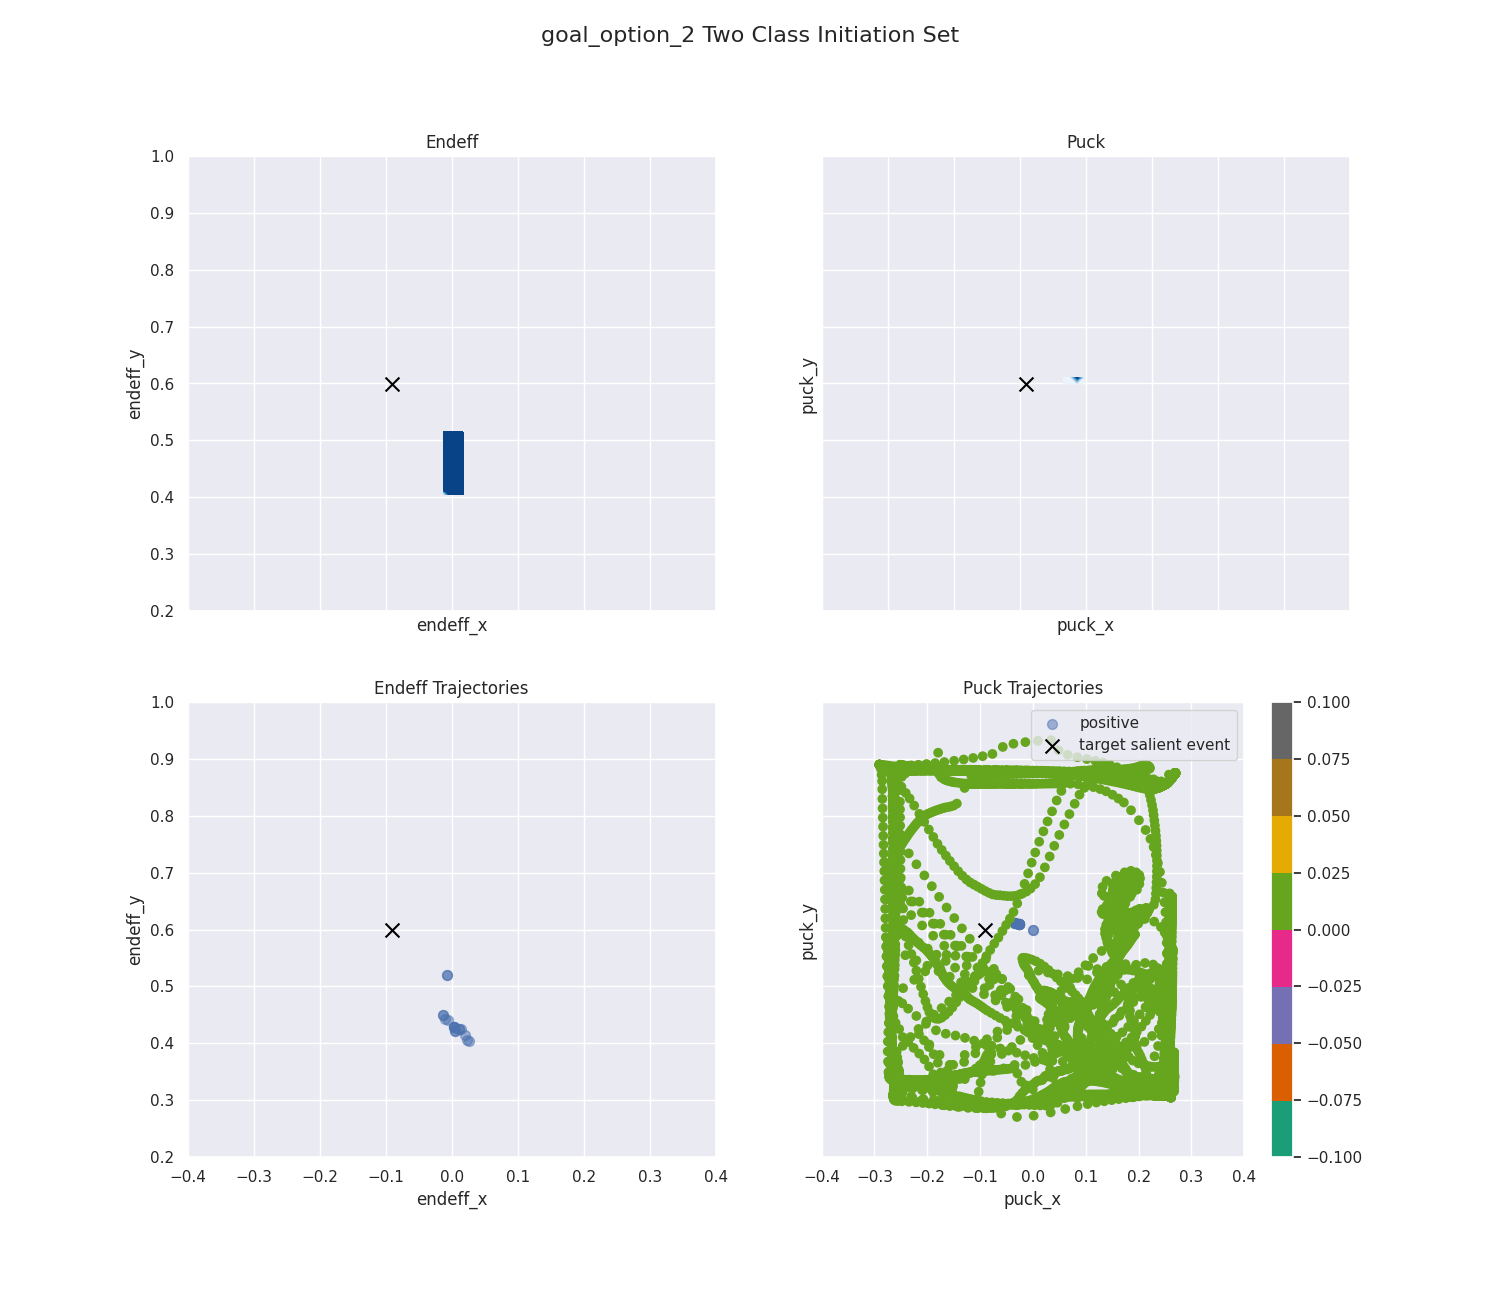 goal_option_2 Two Class Initiation Set
Endeff
1.0
0.9
0.8
0.7
0.6
0.5
0.4
0.3
0.2
endeff_y
endeff_x
Puck
puck_y
puck_x
Endeff Trajectories
1.0
0.9
0.8
0.7
0.6
0.5
0.4
0.3
0.2
endeff_y
−0.4 −0.3 −0.2 −0.1 0.0 0.1 0.2 0.3 0.4
endeff_x
Puck Trajectories
positive
target salient event
puck_y
−0.4 −0.3 −0.2 −0.1 0.0 0.1 0.2 0.3 0.4
puck_x
0.100
0.075
0.050
0.025
0.000
−0.025
−0.050
−0.075
−0.100